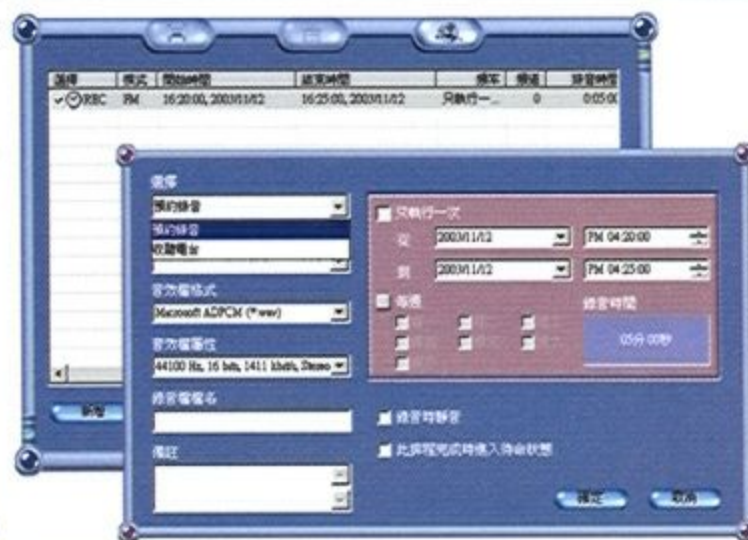 選擇 模式 開始時間 結束時間 頻率 頻道 錄音時間
REC FM 16:20:00, 2003/11/12 16:25:00, 2003/11/12 只執行一... 0 0:05:00
新增
選擇
預約錄音
預約錄音
收聽電台
音效檔格式
Microsoft ADPCM (*.wav)
音效檔屬性
44100 Hz, 16 bits, 1411 kbit/s, Stereo
錄音檔檔名
備註
只執行一次
從 2003/11/12 PM 04:20:00
到 2003/11/12 PM 04:25:00
每週
錄音時間
05分 00秒
錄音時靜音
此排程完成時進入待命狀態
確定 取消